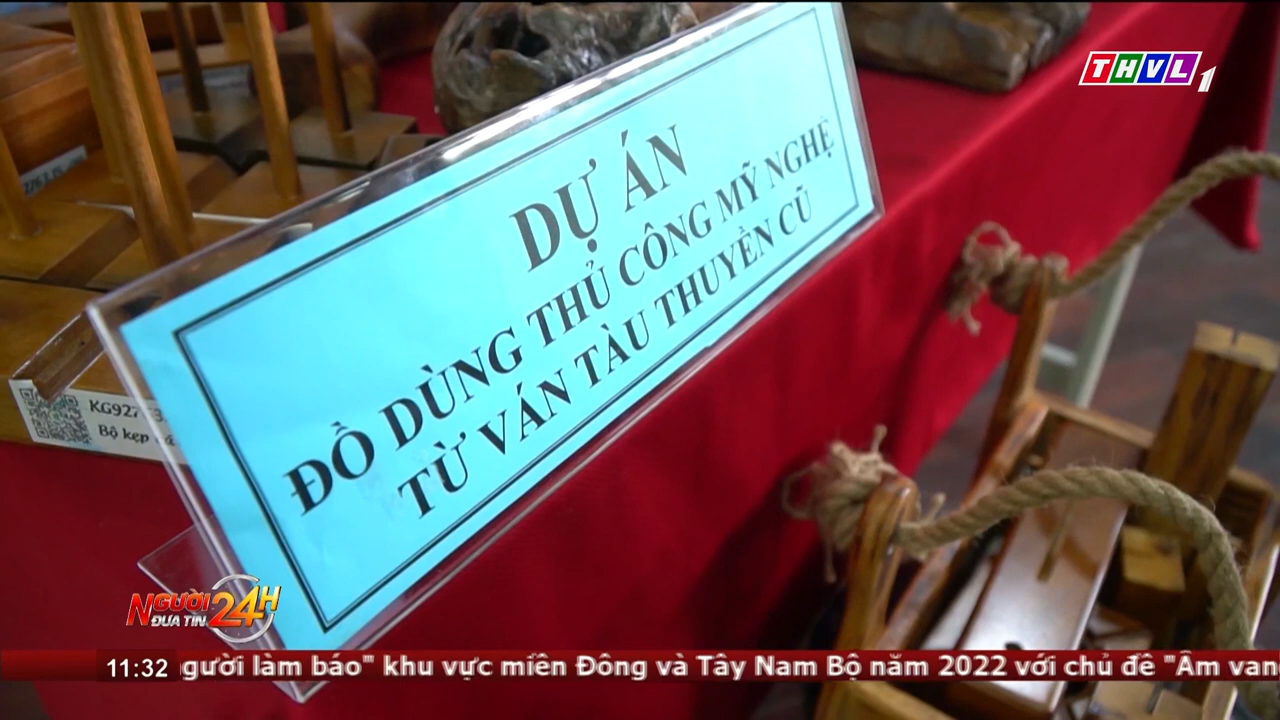 THVL1
DỰ ÁN
ĐỒ DÙNG THỦ CÔNG MỸ NGHỆ
TỪ VÁN TÀU THUYỀN CŨ
Bộ kẹp
NGƯỜI
ĐƯA TIN
24H
11:32
gười làm báo" khu vực miền Đông và Tây Nam Bộ năm 2022 với chủ đề "Âm vang